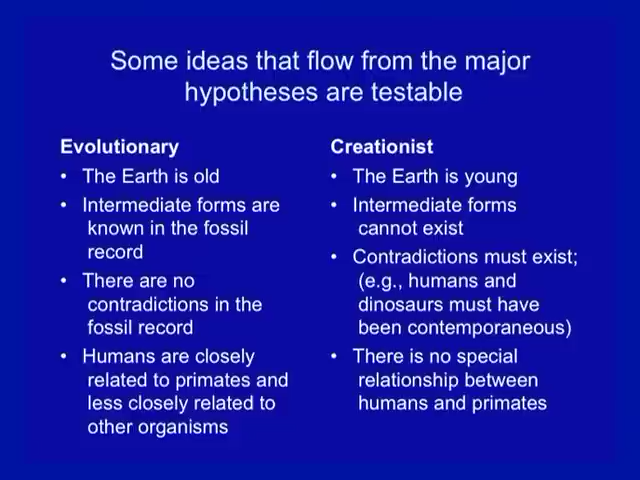 Some ideas that flow from the major
hypotheses are testable
Evolutionary
• The Earth is old
• Intermediate forms are
known in the fossil
record
• There are no
contradictions in the
fossil record
• Humans are closely
related to primates and
less closely related to
other organisms
Creationist
• The Earth is young
• Intermediate forms
cannot exist
• Contradictions must exist;
(e.g., humans and
dinosaurs must have
been contemporaneous)
• There is no special
relationship between
humans and primates